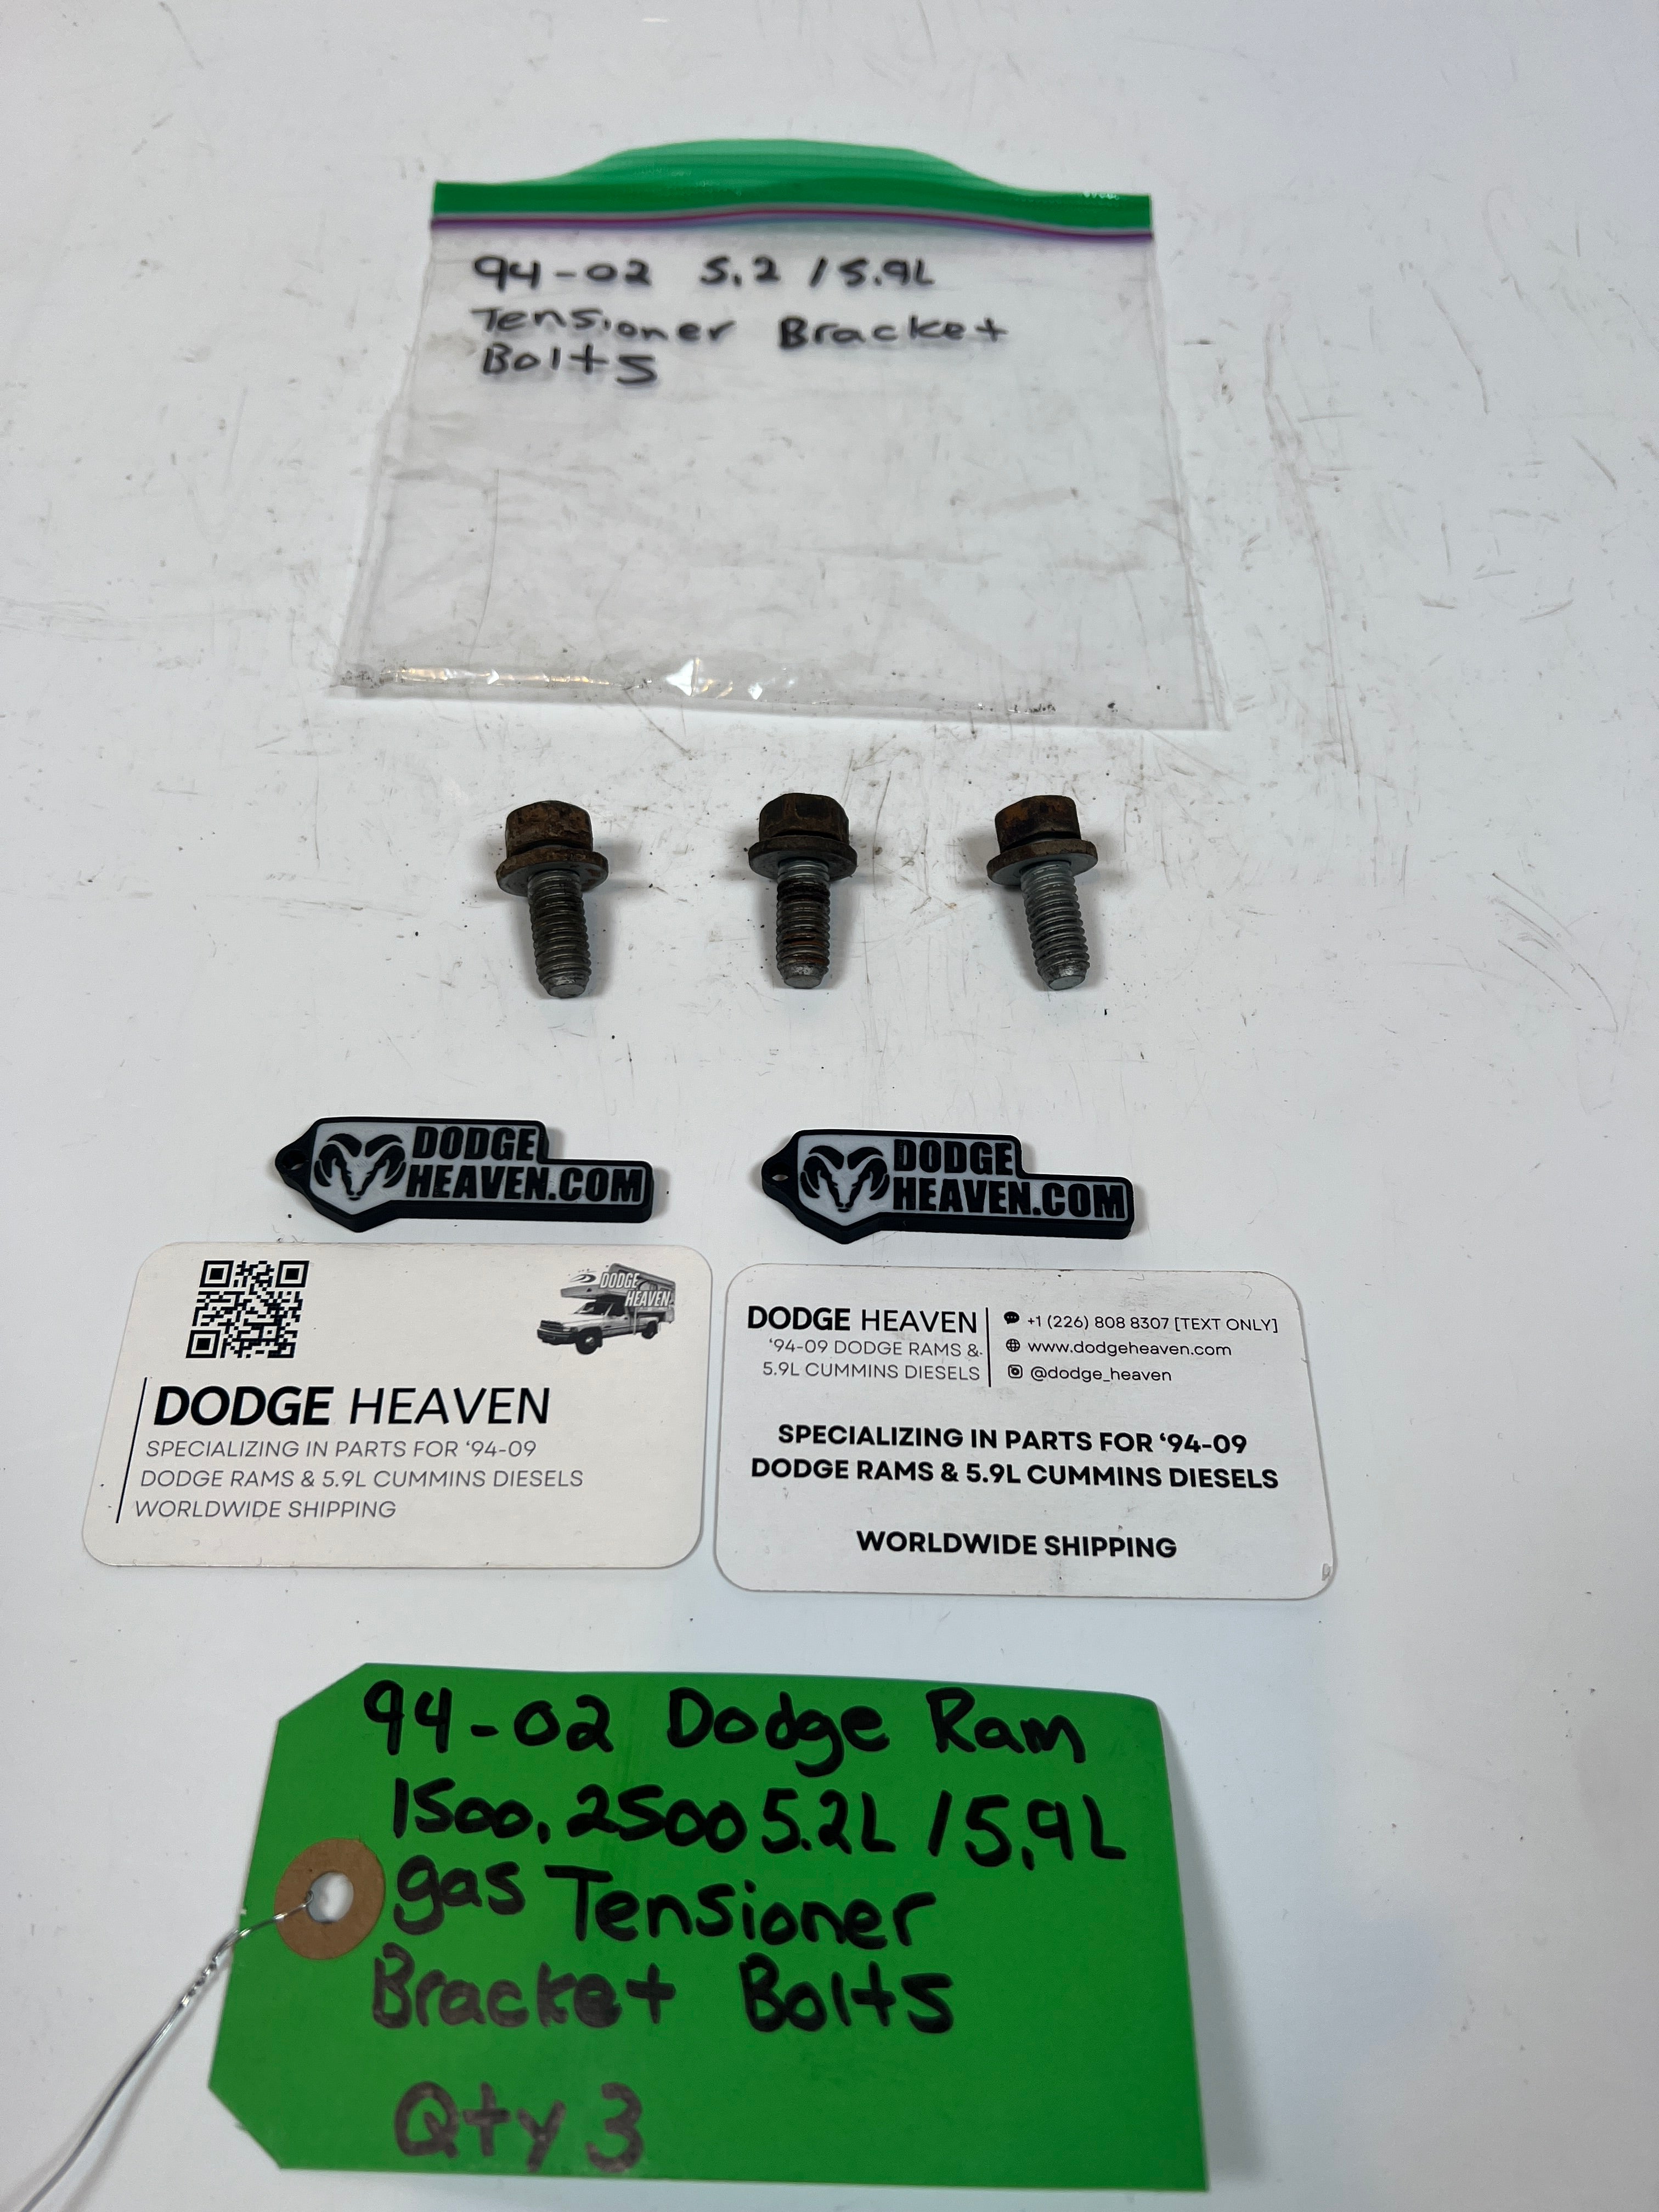 94-02 5.2 / 5.9L
Tensioner Bracket
Bolts
DODGE
HEAVEN.COM
DODGE
HEAVEN.COM
DODGE
HEAVEN
DODGE HEAVEN
SPECIALIZING IN PARTS FOR ‘94-09
DODGE RAMS & 5.9L CUMMINS DIESELS
WORLDWIDE SHIPPING
DODGE HEAVEN
‘94-09 DODGE RAMS &
5.9L CUMMINS DIESELS
+1 (226) 808 8307 [TEXT ONLY]
www.dodgeheaven.com
@dodge_heaven
SPECIALIZING IN PARTS FOR ‘94-09
DODGE RAMS & 5.9L CUMMINS DIESELS
WORLDWIDE SHIPPING
94-02 Dodge Ram
1500, 2500 5.2L / 5.9L
gas Tensioner
Bracket Bolts
Qty 3